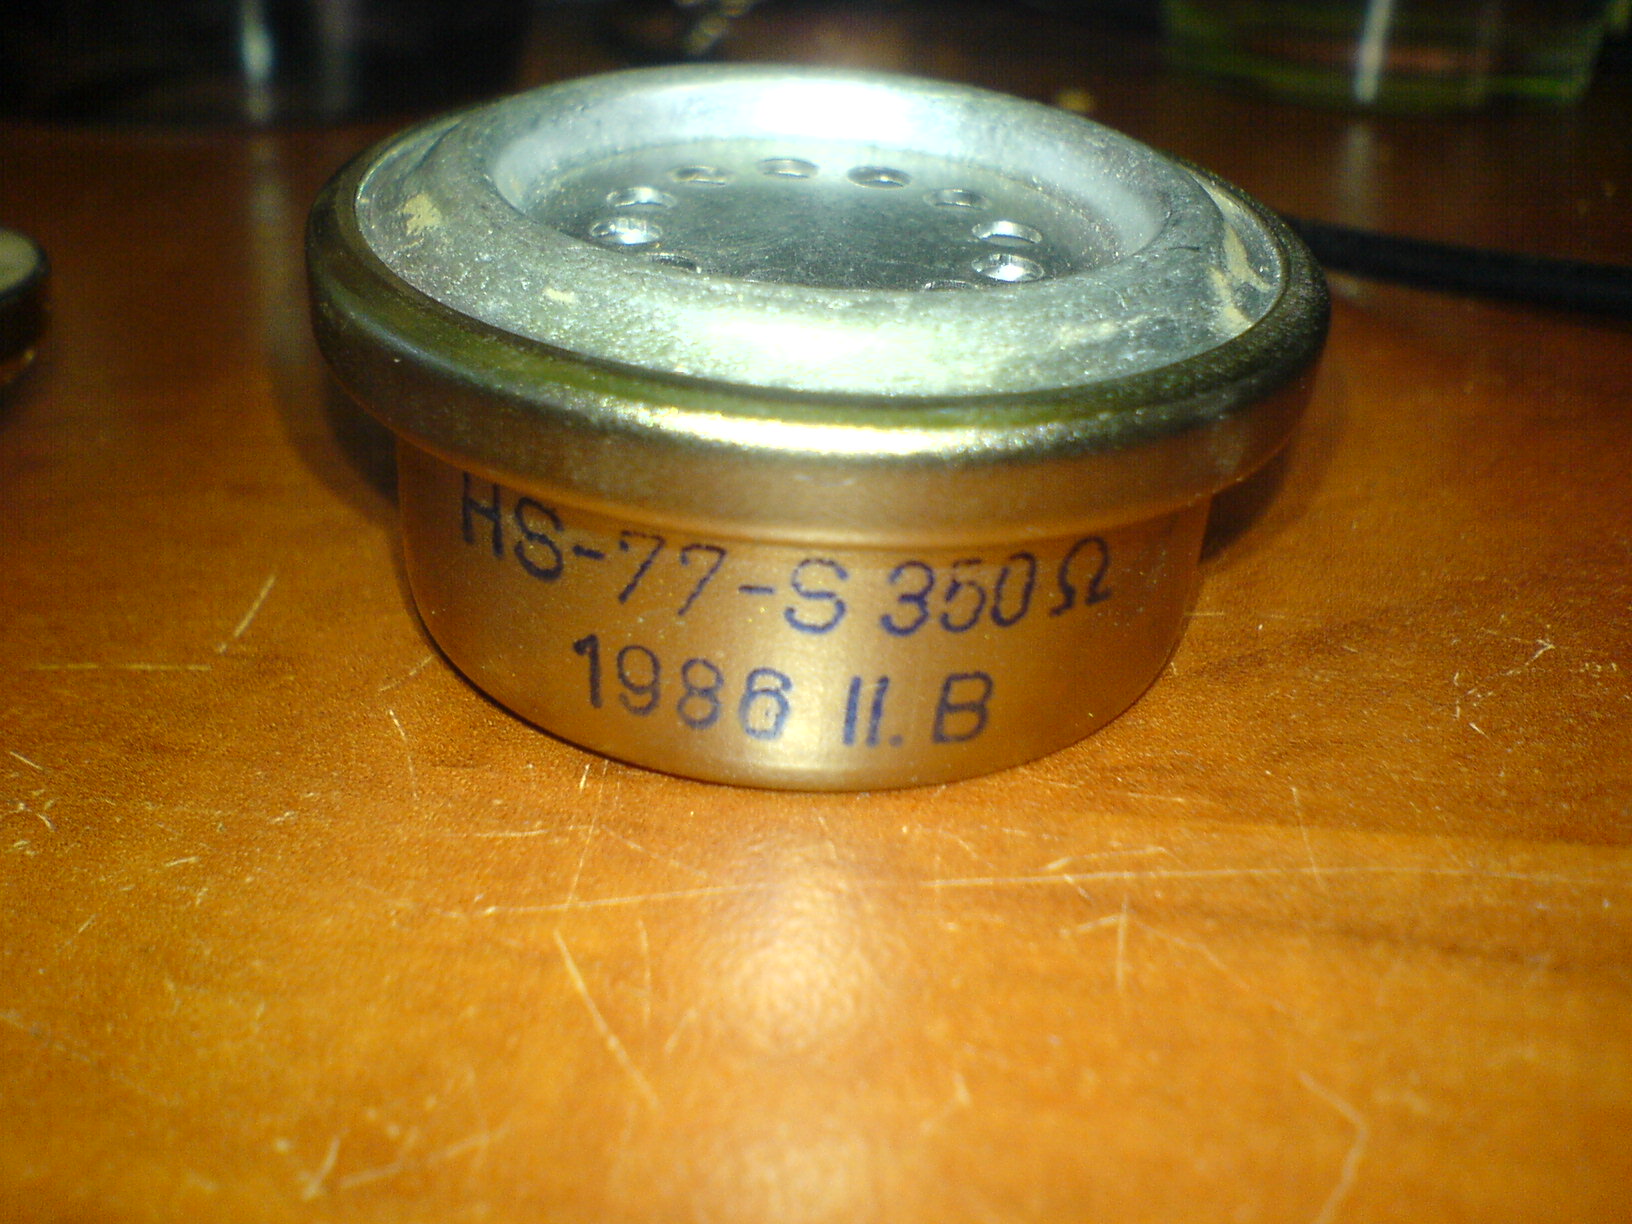 HS-77-S 350Ω
1986 II. B